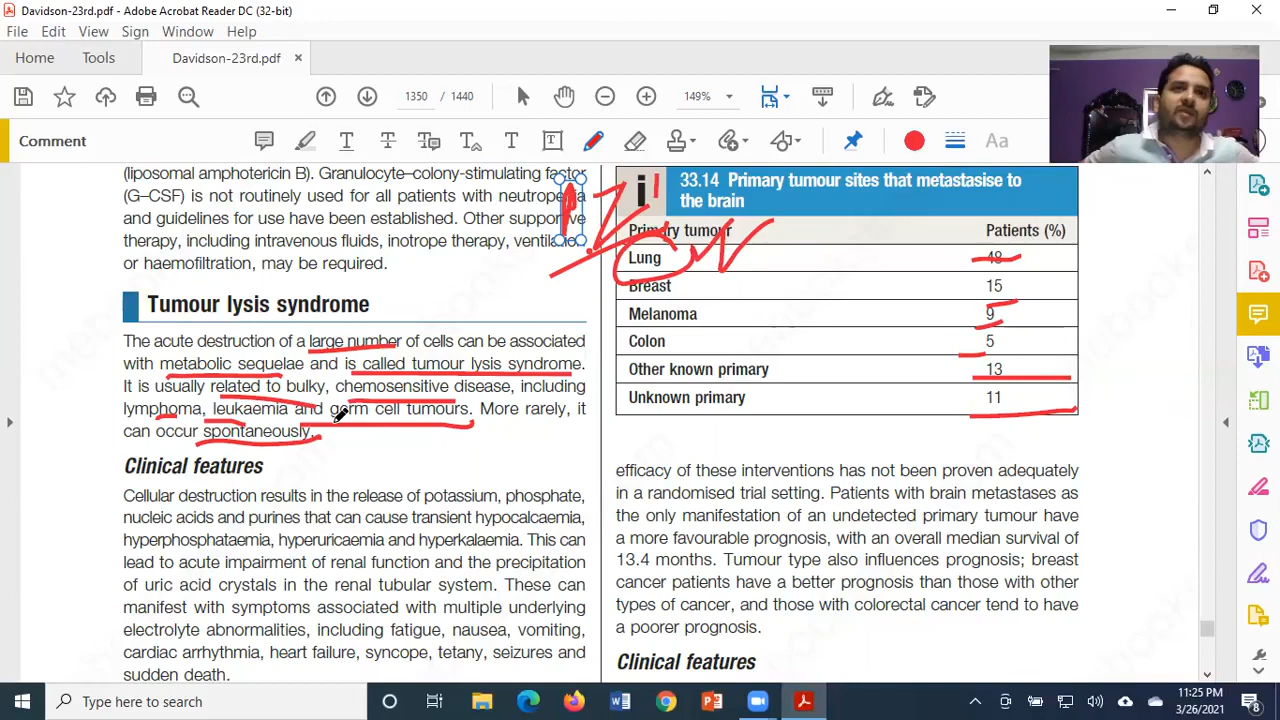 Davidson-23rd.pdf - Adobe Acrobat Reader DC (32-bit)
File Edit View Sign Window Help
Home Tools Davidson-23rd.pdf ×
1350 / 1440 149%
Comment Aa
(liposomal amphotericin B). Granulocyte–colony-stimulating factor
(G–CSF) is not routinely used for all patients with neutropenia
and guidelines for use have been established. Other supportive
therapy, including intravenous fluids, inotrope therapy, ventilation
or haemofiltration, may be required.
Tumour lysis syndrome
The acute destruction of a large number of cells can be associated
with metabolic sequelae and is called tumour lysis syndrome.
It is usually related to bulky, chemosensitive disease, including
lymphoma, leukaemia and germ cell tumours. More rarely, it
can occur spontaneously.
Clinical features
Cellular destruction results in the release of potassium, phosphate,
nucleic acids and purines that can cause transient hypocalcaemia,
hyperphosphataemia, hyperuricaemia and hyperkalaemia. This can
lead to acute impairment of renal function and the precipitation
of uric acid crystals in the renal tubular system. These can
manifest with symptoms associated with multiple underlying
electrolyte abnormalities, including fatigue, nausea, vomiting,
cardiac arrhythmia, heart failure, syncope, tetany, seizures and
sudden death.
i 33.14 Primary tumour sites that metastasise to
the brain
Primary tumour Patients (%)
Lung 48
Breast 15
Melanoma 9
Colon 5
Other known primary 13
Unknown primary 11
efficacy of these interventions has not been proven adequately
in a randomised trial setting. Patients with brain metastases as
the only manifestation of an undetected primary tumour have
a more favourable prognosis, with an overall median survival of
13.4 months. Tumour type also influences prognosis; breast
cancer patients have a better prognosis than those with other
types of cancer, and those with colorectal cancer tend to have
a poorer prognosis.
Clinical features
Type here to search
11:25 PM
3/26/2021
8